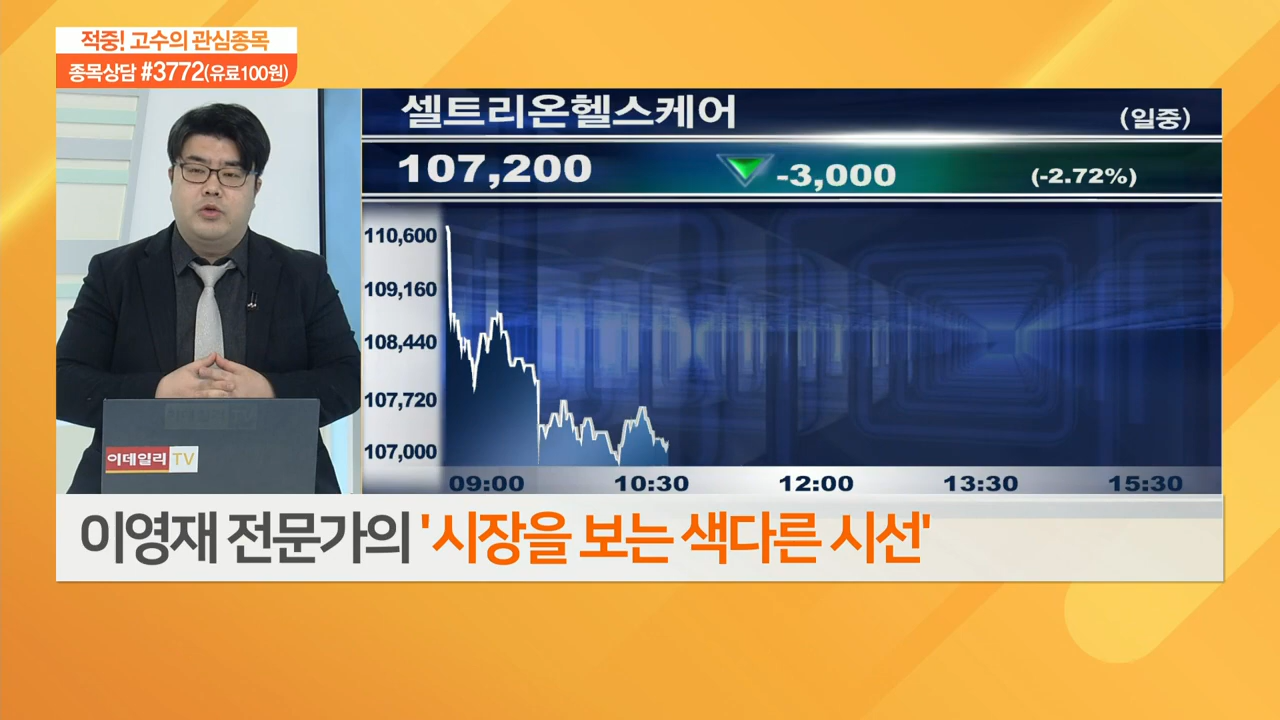 적중! 고수의 관심종목
종목상담 #3772(유료100원)
셀트리온헬스케어
(일중)
107,200
-3,000
(-2.72%)
110,600
109,160
108,440
107,720
107,000
09:00
10:30
12:00
13:30
15:30
이데일리TV
이영재 전문가의 '시장을 보는 색다른 시선'